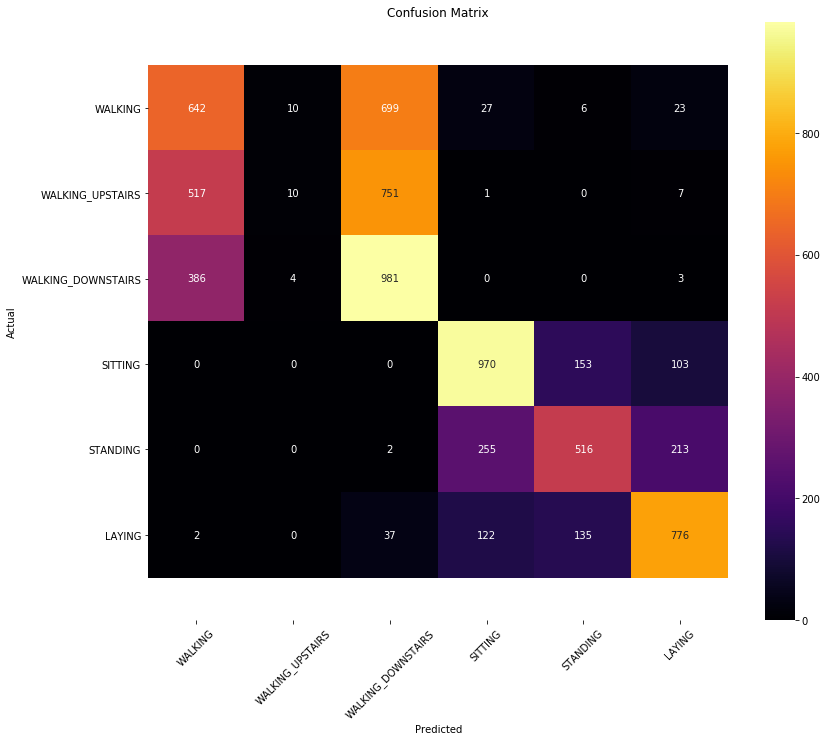 Confusion Matrix
WALKING 642 10 699 27 6 23
WALKING_UPSTAIRS 517 10 751 1 0 7
WALKING_DOWNSTAIRS 386 4 981 0 0 3
SITTING 0 0 0 970 153 103
STANDING 0 0 2 255 516 213
LAYING 2 0 37 122 135 776
Actual
WALKING WALKING_UPSTAIRS WALKING_DOWNSTAIRS SITTING STANDING LAYING
Predicted
800
600
400
200
0